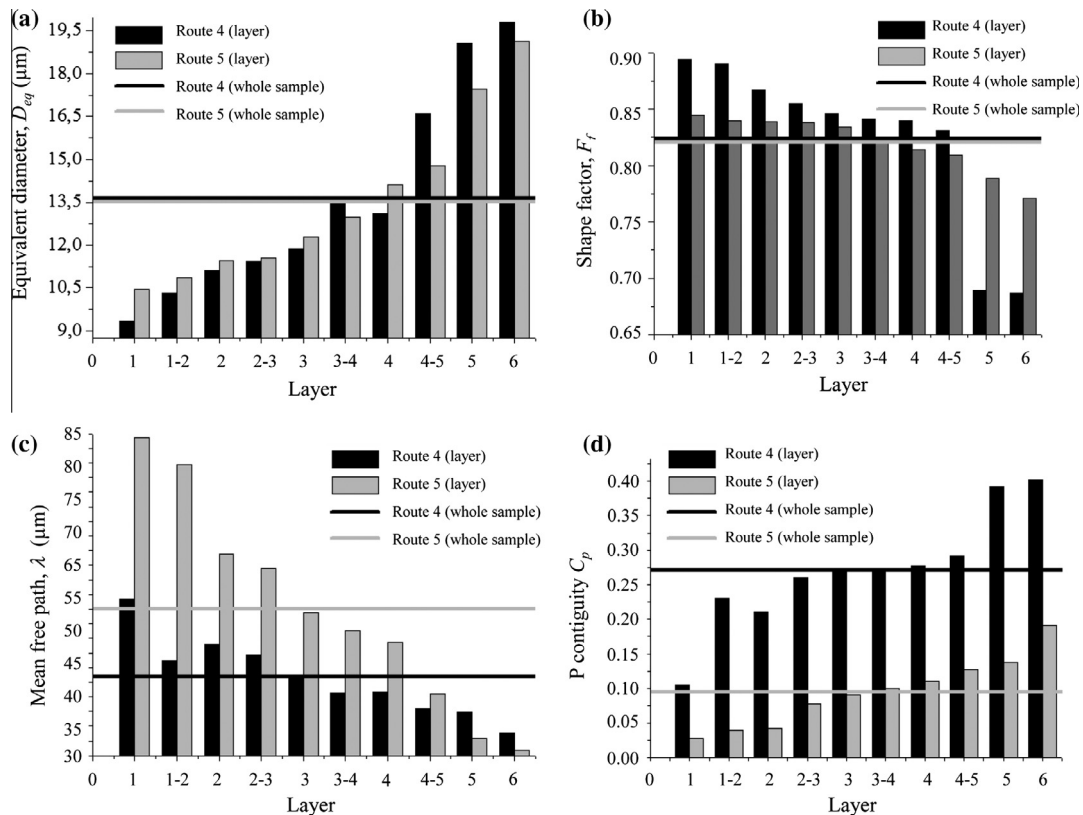 (a)
Equivalent diameter, Deq (µm)
19,5
18,0
16,5
15,0
13,5
12,0
10,5
9,0
Route 4 (layer)
Route 5 (layer)
Route 4 (whole sample)
Route 5 (whole sample)
0 1 1-2 2 2-3 3 3-4 4 4-5 5 6
Layer
(b)
Shape factor, Ff
0.90
0.85
0.80
0.75
0.70
0.65
Route 4 (layer)
Route 5 (layer)
Route 4 (whole sample)
Route 5 (whole sample)
0 1 1-2 2 2-3 3 3-4 4 4-5 5 6
Layer
(c)
Mean free path, λ (µm)
85
80
75
70
65
55
50
45
40
35
30
Route 4 (layer)
Route 5 (layer)
Route 4 (whole sample)
Route 5 (whole sample)
0 1 1-2 2 2-3 3 3-4 4 4-5 5 6
Layer
(d)
P contiguity Cp
0.40
0.35
0.30
0.25
0.20
0.15
0.10
0.05
0.00
Route 4 (layer)
Route 5 (layer)
Route 4 (whole sample)
Route 5 (whole sample)
0 1 1-2 2 2-3 3 3-4 4 4-5 5 6
Layer